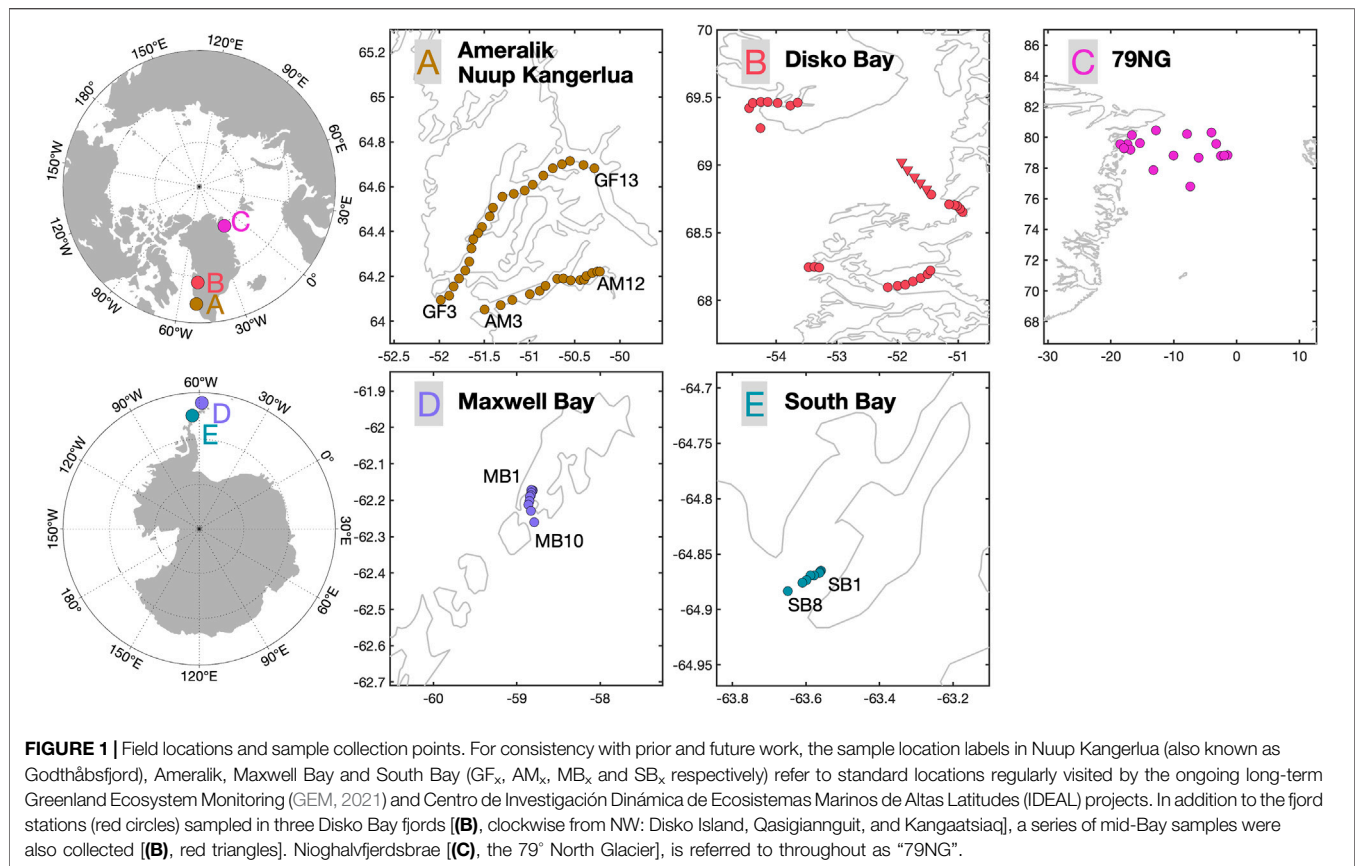 120°E
150°E
90°E
180°
60°E
150°W
30°E
120°W
C
0°
B
90°W
A
60°W
30°W
A
Ameralik
Nuup Kangerlua
65.2
65
64.8
64.6
64.4
64.2
64
GF13
AM12
GF3
AM3
-52.5
-52
-51.5
-51
-50.5
-50
B
Disko Bay
70
69.5
69
68.5
68
-54
-53
-52
-51
C
79NG
86
84
82
80
78
76
74
72
70
68
66
-30
-20
-10
0
10
60°W
90°W
30°W
D
E
120°W
0°
150°W
30°E
180°
60°E
150°E
90°E
120°E
D
Maxwell Bay
-61.9
-62
-62.1
-62.2
-62.3
-62.4
-62.5
-62.6
-62.7
MB1
MB10
-60
-59
-58
E
South Bay
-64.7
-64.75
-64.8
-64.85
-64.9
-64.95
SB1
SB8
-63.8
-63.6
-63.4
-63.2
FIGURE 1 | Field locations and sample collection points. For consistency with prior and future work, the sample location labels in Nuup Kangerlua (also known as
Godthåbsfjord), Ameralik, Maxwell Bay and South Bay (GFₓ, AMₓ, MBₓ and SBₓ respectively) refer to standard locations regularly visited by the ongoing long-term
Greenland Ecosystem Monitoring (GEM, 2021) and Centro de Investigación Dinámica de Ecosistemas Marinos de Altas Latitudes (IDEAL) projects. In addition to the fjord
stations (red circles) sampled in three Disko Bay fjords [(B), clockwise from NW: Disko Island, Qasigiannguit, and Kangaatsiaq], a series of mid-Bay samples were
also collected [(B), red triangles]. Nioghalvfjerdsbrae [(C), the 79° North Glacier], is referred to throughout as “79NG”.